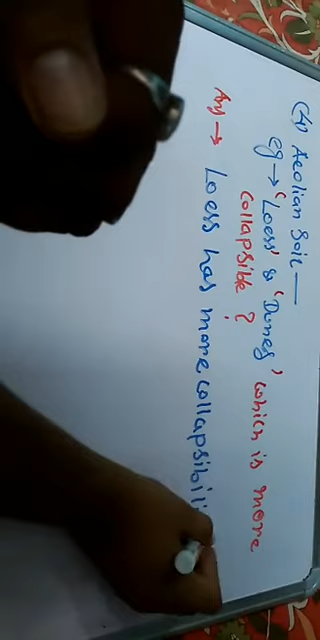 (4) Aeolian Soil —
eg → 'Loess' & 'Dunes' which is more
collapsible ?
Ans → Loess has more collapsibili